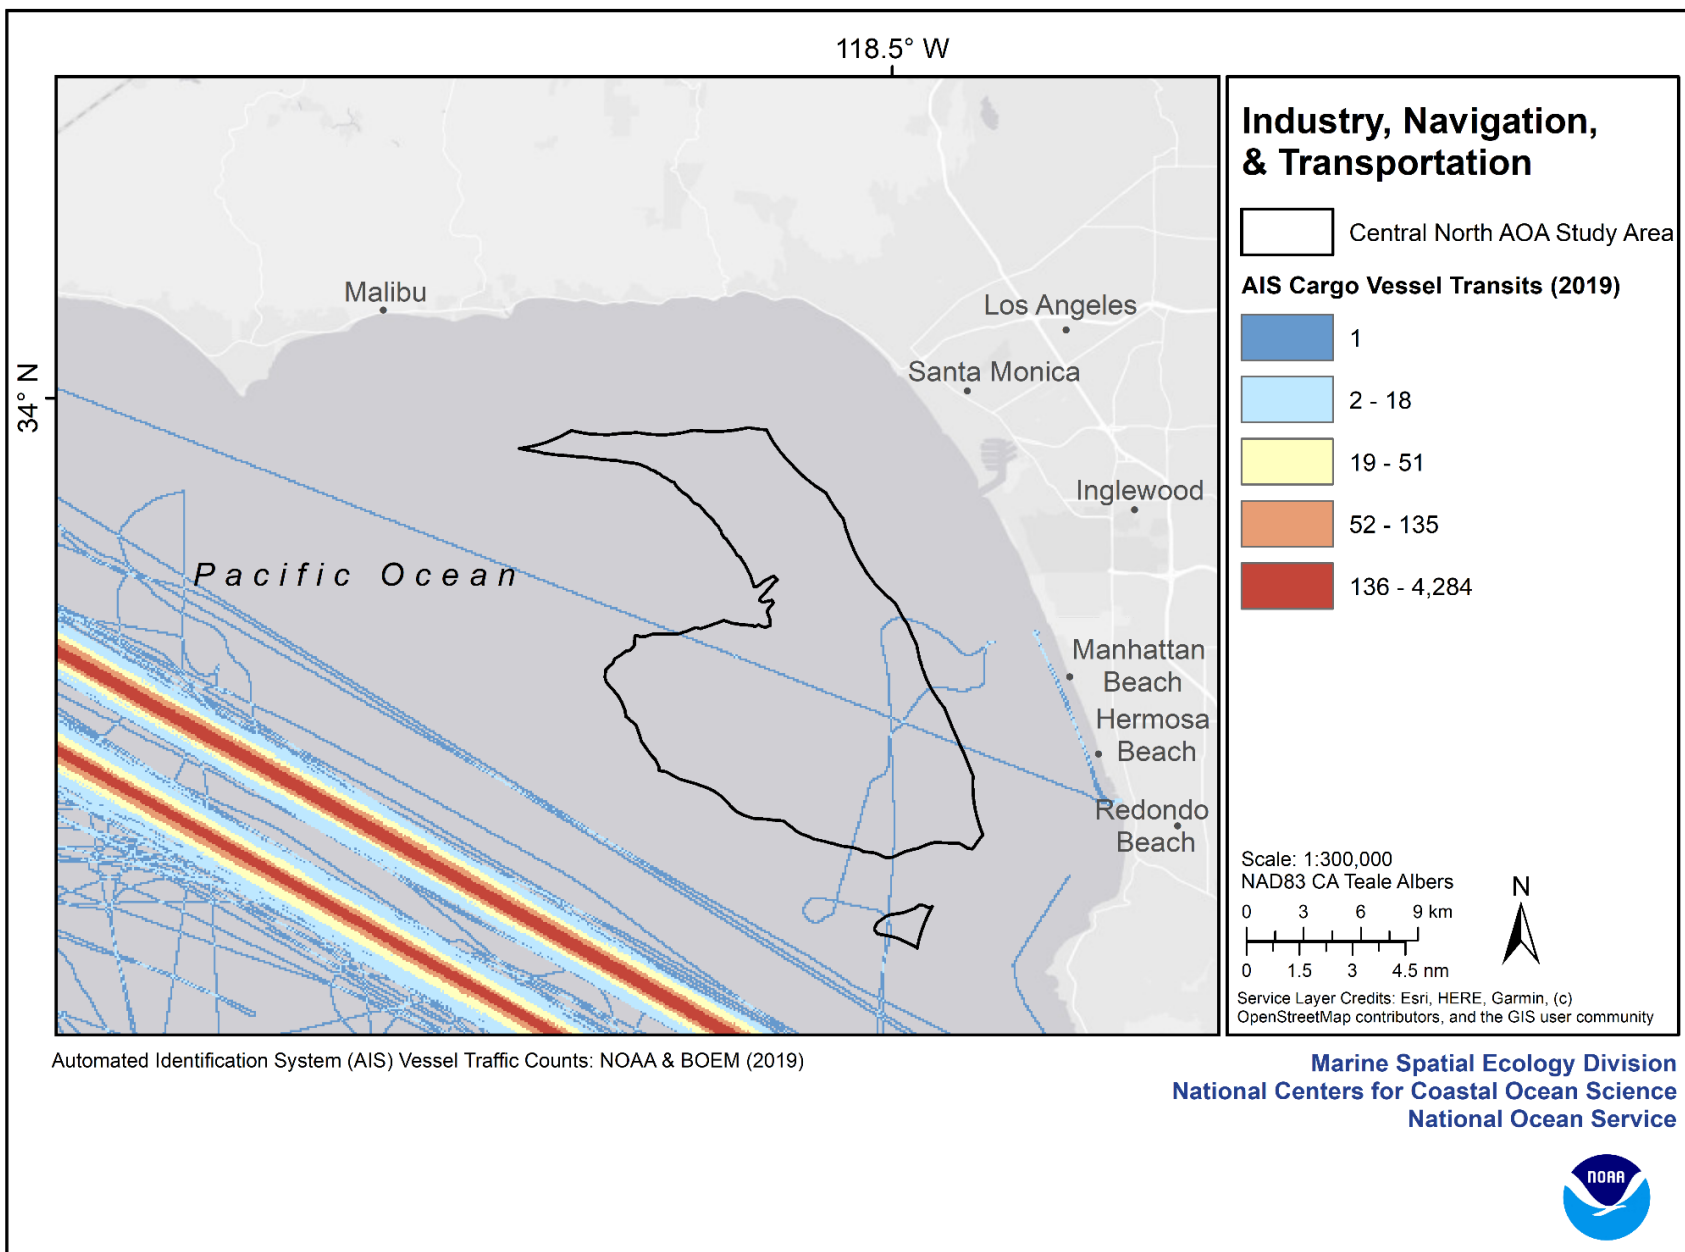 118.5° W
34° N
Malibu
Los Angeles
Santa Monica
Inglewood
Pacific Ocean
Manhattan
Beach
Hermosa
Beach
Redondo
Beach
Industry, Navigation,
& Transportation
Central North AOA Study Area
AIS Cargo Vessel Transits (2019)
1
2 - 18
19 - 51
52 - 135
136 - 4,284
Scale: 1:300,000
NAD83 CA Teale Albers
0 3 6 9 km
0 1.5 3 4.5 nm
N
Service Layer Credits: Esri, HERE, Garmin, (c)
OpenStreetMap contributors, and the GIS user community
Automated Identification System (AIS) Vessel Traffic Counts: NOAA & BOEM (2019)
Marine Spatial Ecology Division
National Centers for Coastal Ocean Science
National Ocean Service
NOAA